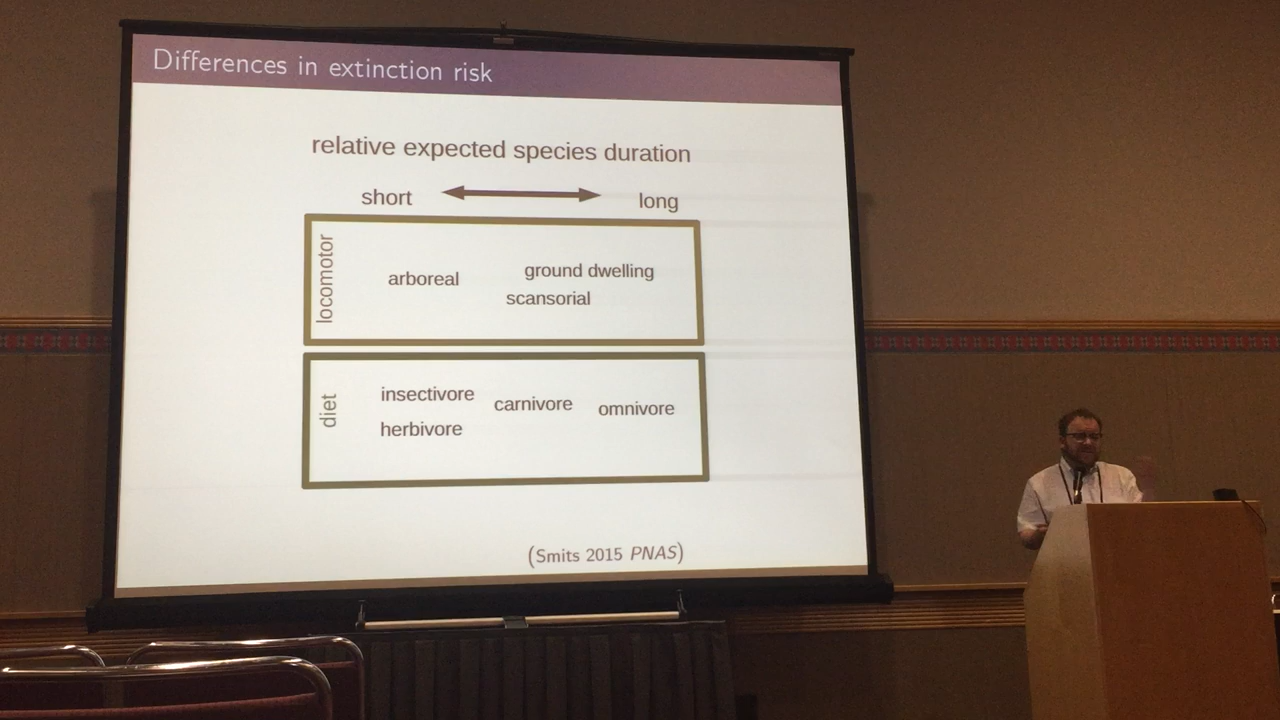 Differences in extinction risk
relative expected species duration
short
long
locomotor
arboreal
ground dwelling
scansorial
diet
insectivore
carnivore
omnivore
herbivore
(Smits 2015 PNAS)